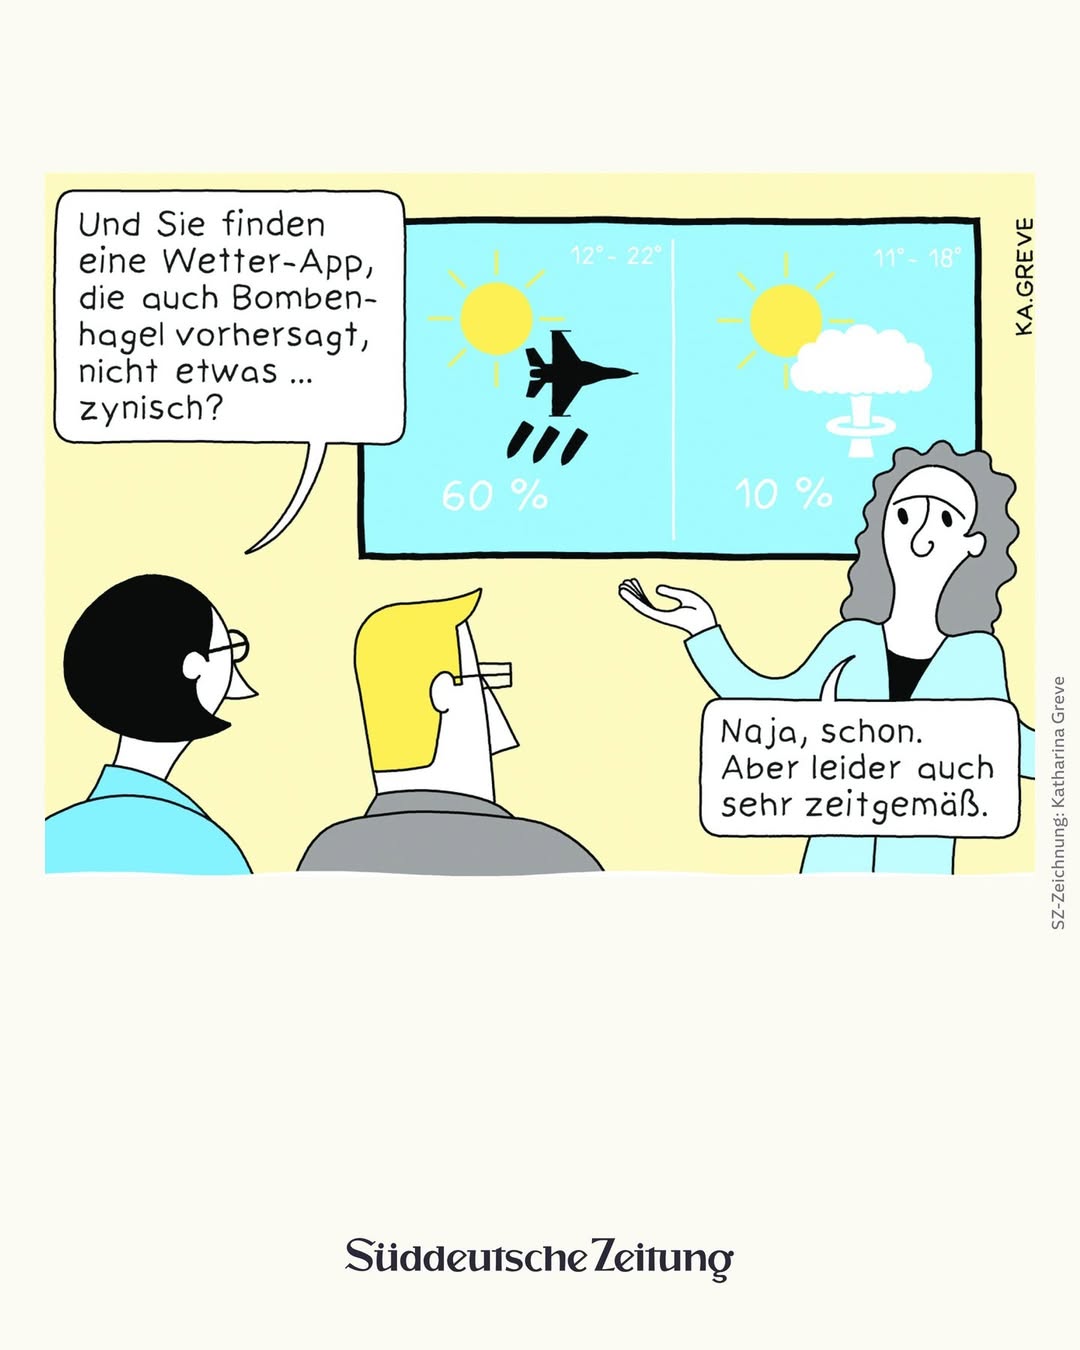 Und Sie finden
eine Wetter-App,
die auch Bomben-
hagel vorhersagt,
nicht etwas ...
zynisch?
12°- 22°
60 %
11°- 18°
10 %
KA.GREVE
Naja, schon.
Aber leider auch
sehr zeitgemäß.
SZ-Zeichnung: Katharina Greve
Süddeutsche Zeitung